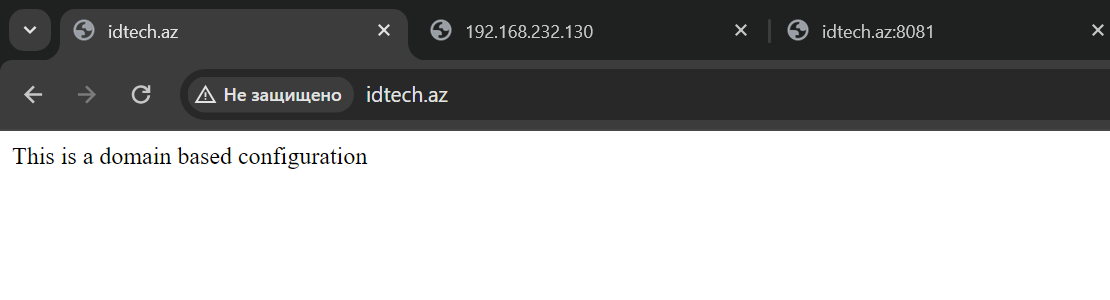 idtech.az
192.168.232.130
idtech.az:8081
Не защищено
idtech.az
This is a domain based configuration